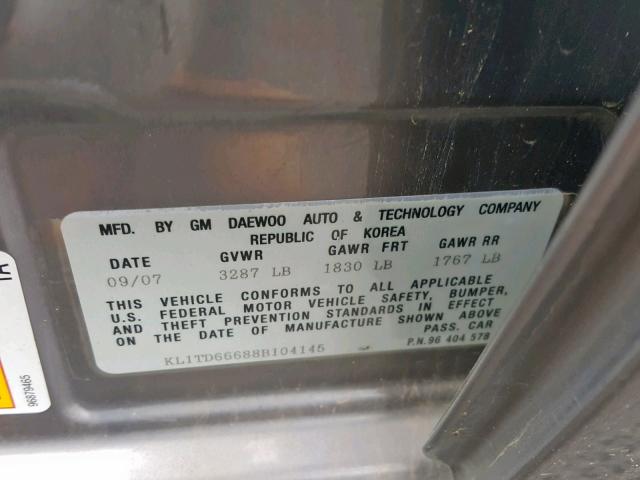 MFD. BY GM DAEWOO AUTO & TECHNOLOGY COMPANY
REPUBLIC OF KOREA
DATE GVWR GAWR FRT GAWR RR
09/07 3287 LB 1830 LB 1767 LB
THIS VEHICLE CONFORMS TO ALL APPLICABLE
U.S. FEDERAL MOTOR VEHICLE SAFETY, BUMPER,
AND THEFT PREVENTION STANDARDS IN EFFECT
ON THE DATE OF MANUFACTURE SHOWN ABOVE
PASS. CAR
KL1TD66688B104145
P.N. 96 404 578
96879465